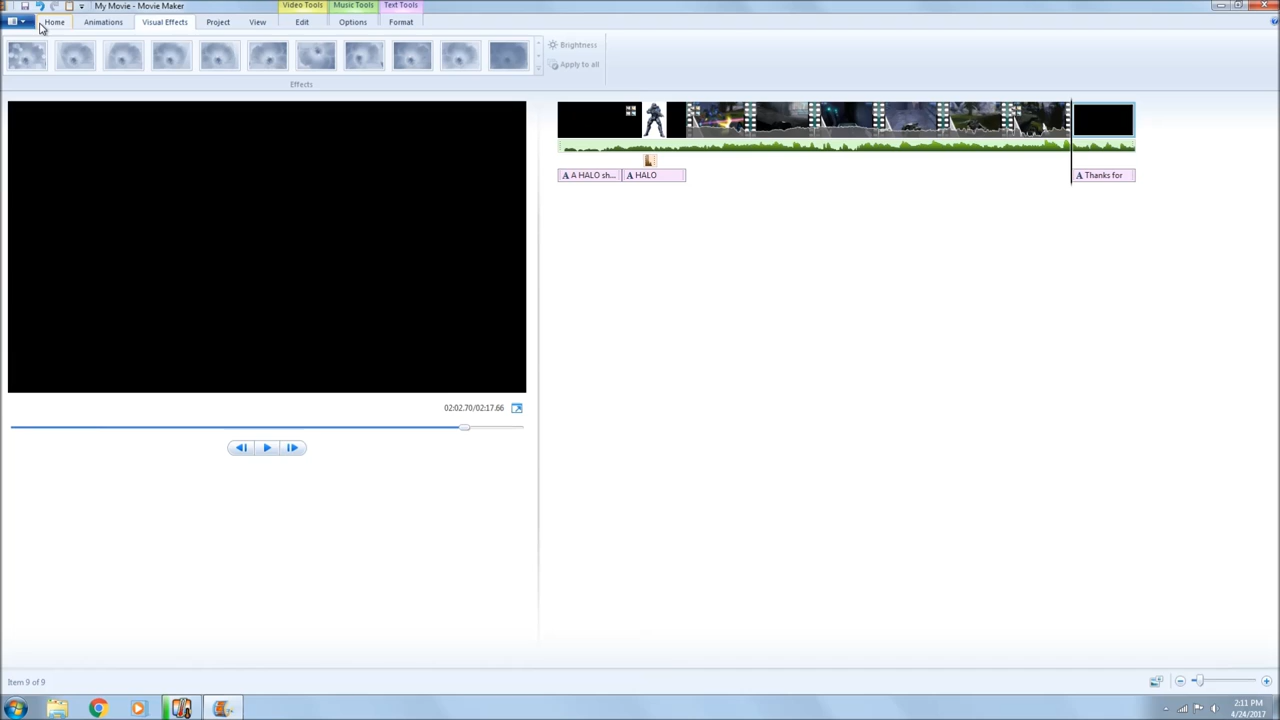 My Movie - Movie Maker
Video Tools
Music Tools
Text Tools
Home
Animations
Visual Effects
Project
View
Edit
Options
Format
Brightness
Apply to all
Effects
A HALO sh...
HALO
Thanks for
02:02.70/02:17.66
Item 9 of 9
2:11 PM
4/24/2017